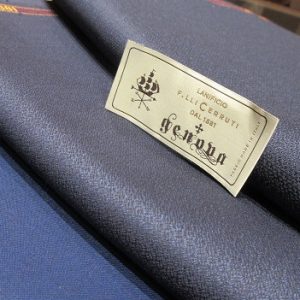 LANIFICIO
F.LLI CERRUTI
DAL 1881
genova